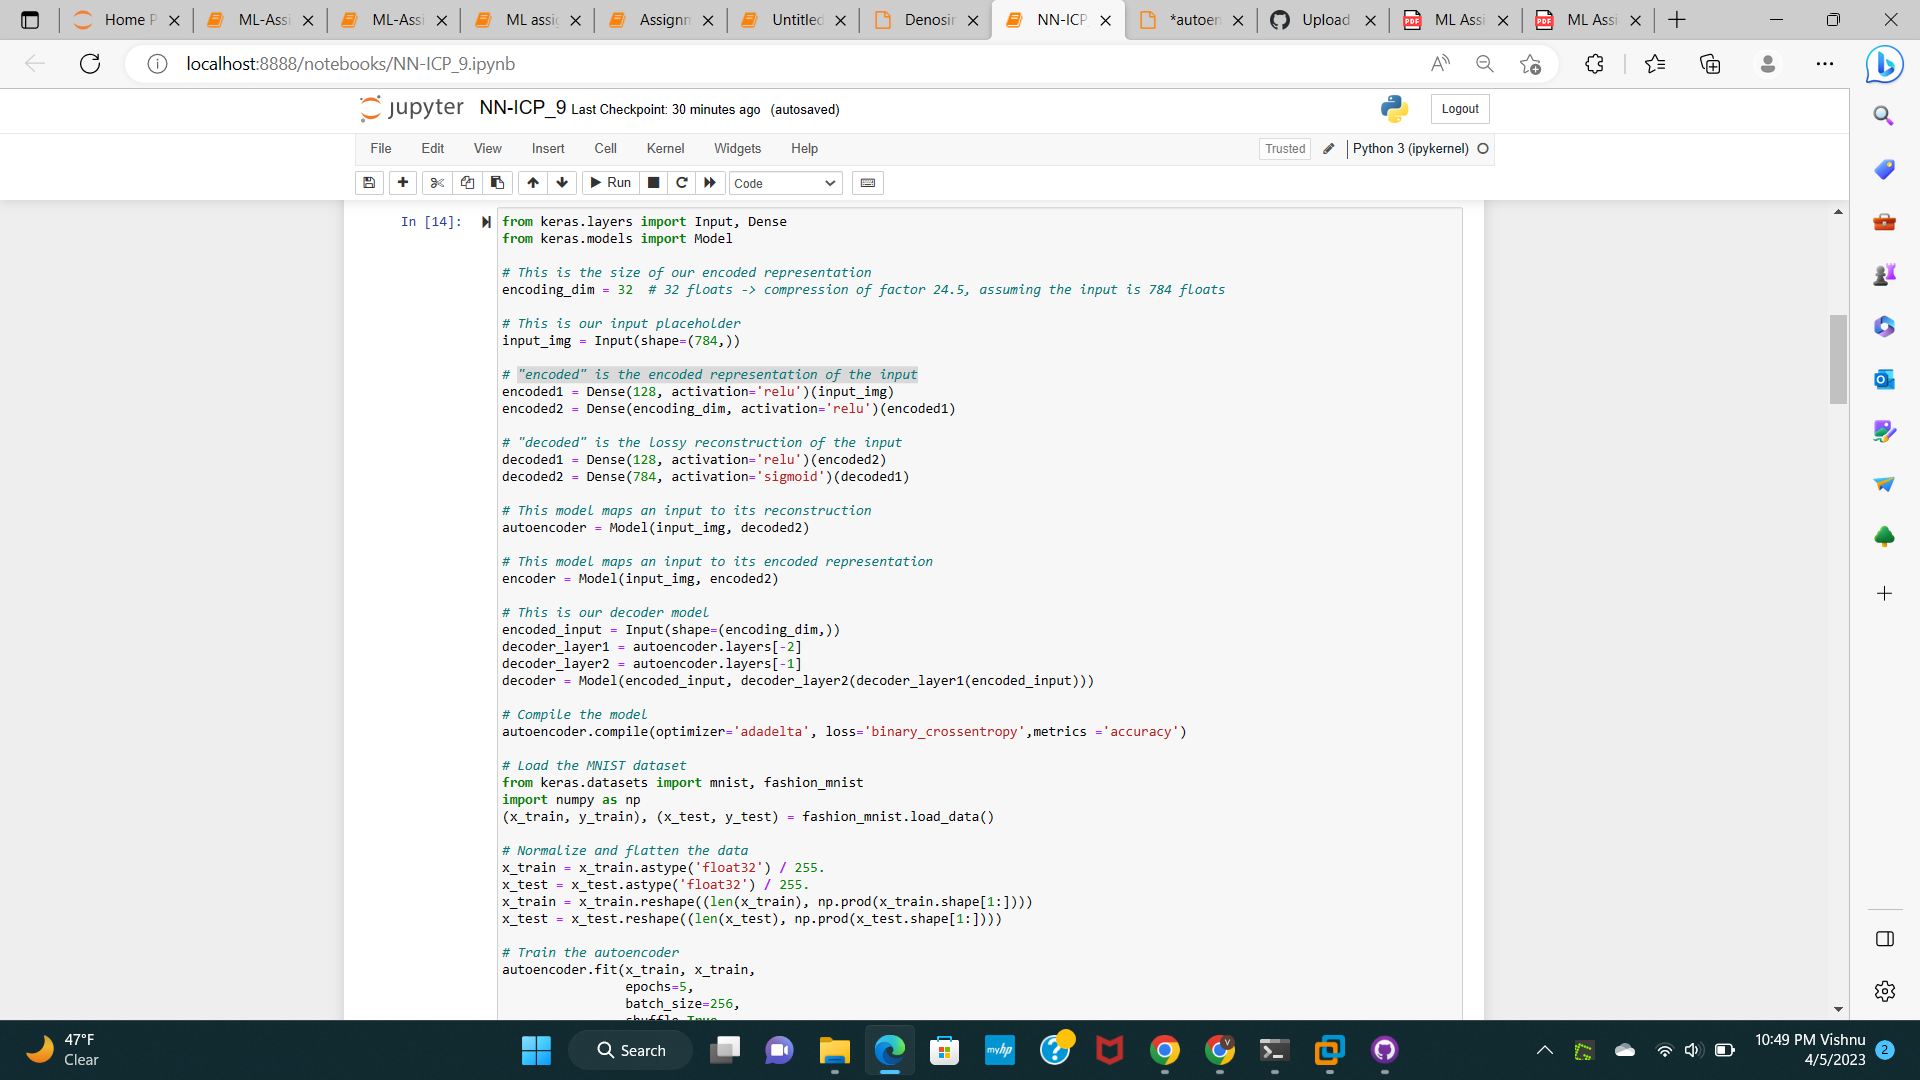 Home P
ML-Assi
ML-Assi
ML assig
Assignm
Untitled
Denosin
NN-ICP
*autoen
Upload
ML Assi
ML Assi
localhost:8888/notebooks/NN-ICP_9.ipynb
jupyter NN-ICP_9 Last Checkpoint: 30 minutes ago (autosaved)
Logout
File Edit View Insert Cell Kernel Widgets Help
Trusted Python 3 (ipykernel)
Run Code
In [14]:
from keras.layers import Input, Dense
from keras.models import Model
# This is the size of our encoded representation
encoding_dim = 32  # 32 floats -> compression of factor 24.5, assuming the input is 784 floats
# This is our input placeholder
input_img = Input(shape=(784,))
# "encoded" is the encoded representation of the input
encoded1 = Dense(128, activation='relu')(input_img)
encoded2 = Dense(encoding_dim, activation='relu')(encoded1)
# "decoded" is the lossy reconstruction of the input
decoded1 = Dense(128, activation='relu')(encoded2)
decoded2 = Dense(784, activation='sigmoid')(decoded1)
# This model maps an input to its reconstruction
autoencoder = Model(input_img, decoded2)
# This model maps an input to its encoded representation
encoder = Model(input_img, encoded2)
# This is our decoder model
encoded_input = Input(shape=(encoding_dim,))
decoder_layer1 = autoencoder.layers[-2]
decoder_layer2 = autoencoder.layers[-1]
decoder = Model(encoded_input, decoder_layer2(decoder_layer1(encoded_input)))
# Compile the model
autoencoder.compile(optimizer='adadelta', loss='binary_crossentropy',metrics ='accuracy')
# Load the MNIST dataset
from keras.datasets import mnist, fashion_mnist
import numpy as np
(x_train, y_train), (x_test, y_test) = fashion_mnist.load_data()
# Normalize and flatten the data
x_train = x_train.astype('float32') / 255.
x_test = x_test.astype('float32') / 255.
x_train = x_train.reshape((len(x_train), np.prod(x_train.shape[1:])))
x_test = x_test.reshape((len(x_test), np.prod(x_test.shape[1:])))
# Train the autoencoder
autoencoder.fit(x_train, x_train,
epochs=5,
batch_size=256,
shuffle=True
47°F
Clear
Search
myhp
10:49 PM Vishnu
4/5/2023
2